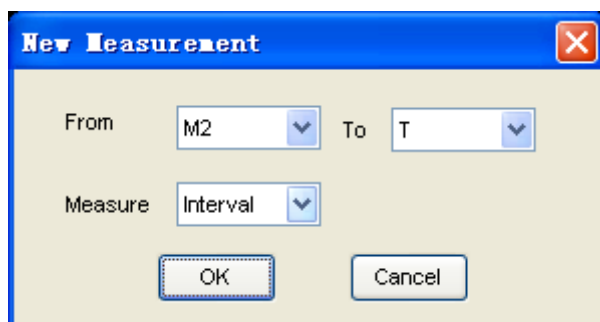 New Measurement
From M2 To T
Measure Interval
OK Cancel